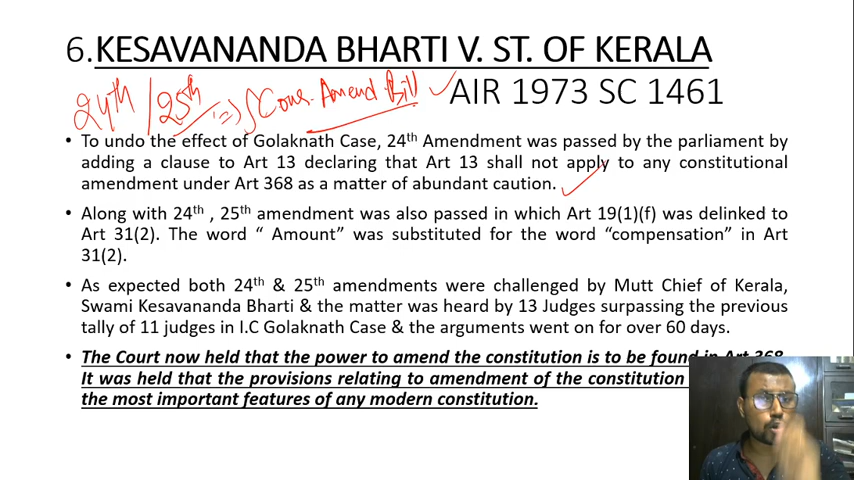 6.KESAVANANDA BHARTI V. ST. OF KERALA
24th / 25th => Cons. Amend. Bill
AIR 1973 SC 1461
• To undo the effect of Golaknath Case, 24th Amendment was passed by the parliament by
adding a clause to Art 13 declaring that Art 13 shall not apply to any constitutional
amendment under Art 368 as a matter of abundant caution.
• Along with 24th , 25th amendment was also passed in which Art 19(1)(f) was delinked to
Art 31(2). The word “ Amount” was substituted for the word “compensation” in Art
31(2).
• As expected both 24th & 25th amendments were challenged by Mutt Chief of Kerala,
Swami Kesavananda Bharti & the matter was heard by 13 Judges surpassing the previous
tally of 11 judges in I.C Golaknath Case & the arguments went on for over 60 days.
• The Court now held that the power to amend the constitution is to be found in Art 368.
It was held that the provisions relating to amendment of the constitution
the most important features of any modern constitution.